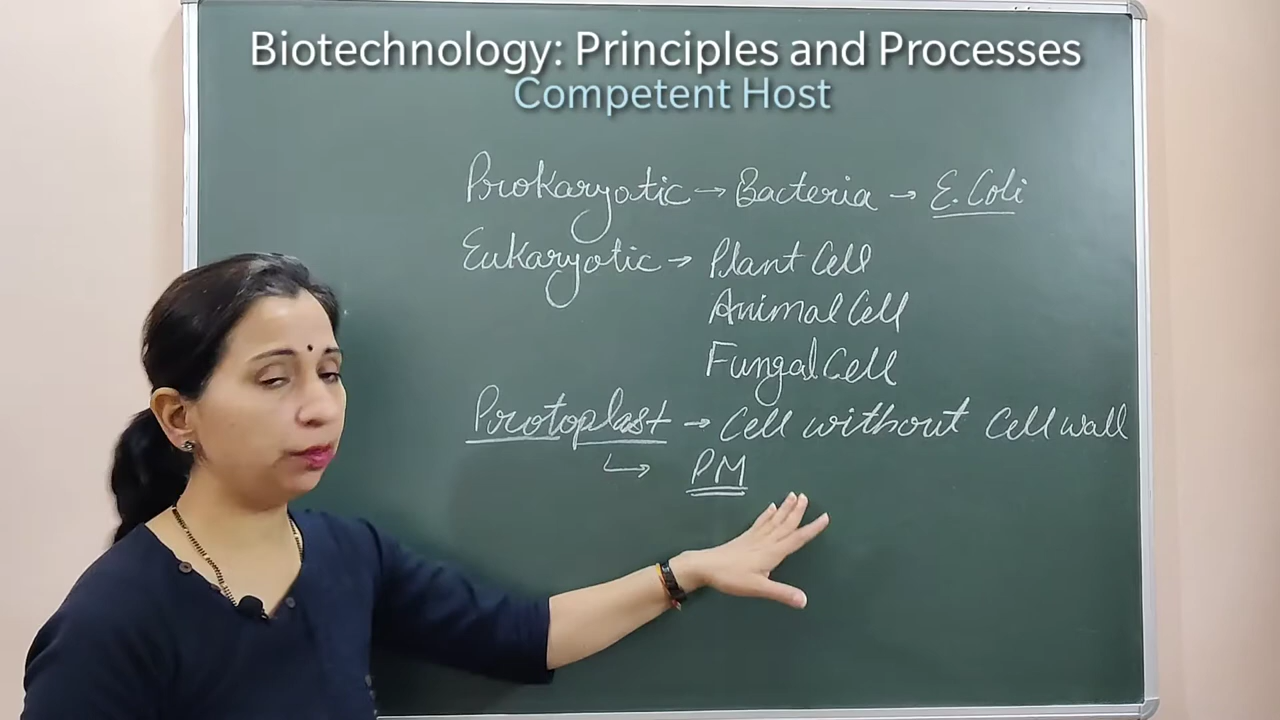 Biotechnology: Principles and Processes
Competent Host
Prokaryotic → Bacteria → E. Coli
Eukaryotic → Plant Cell
Animal Cell
Fungal Cell
Protoplast → Cell without Cell wall
↳ PM